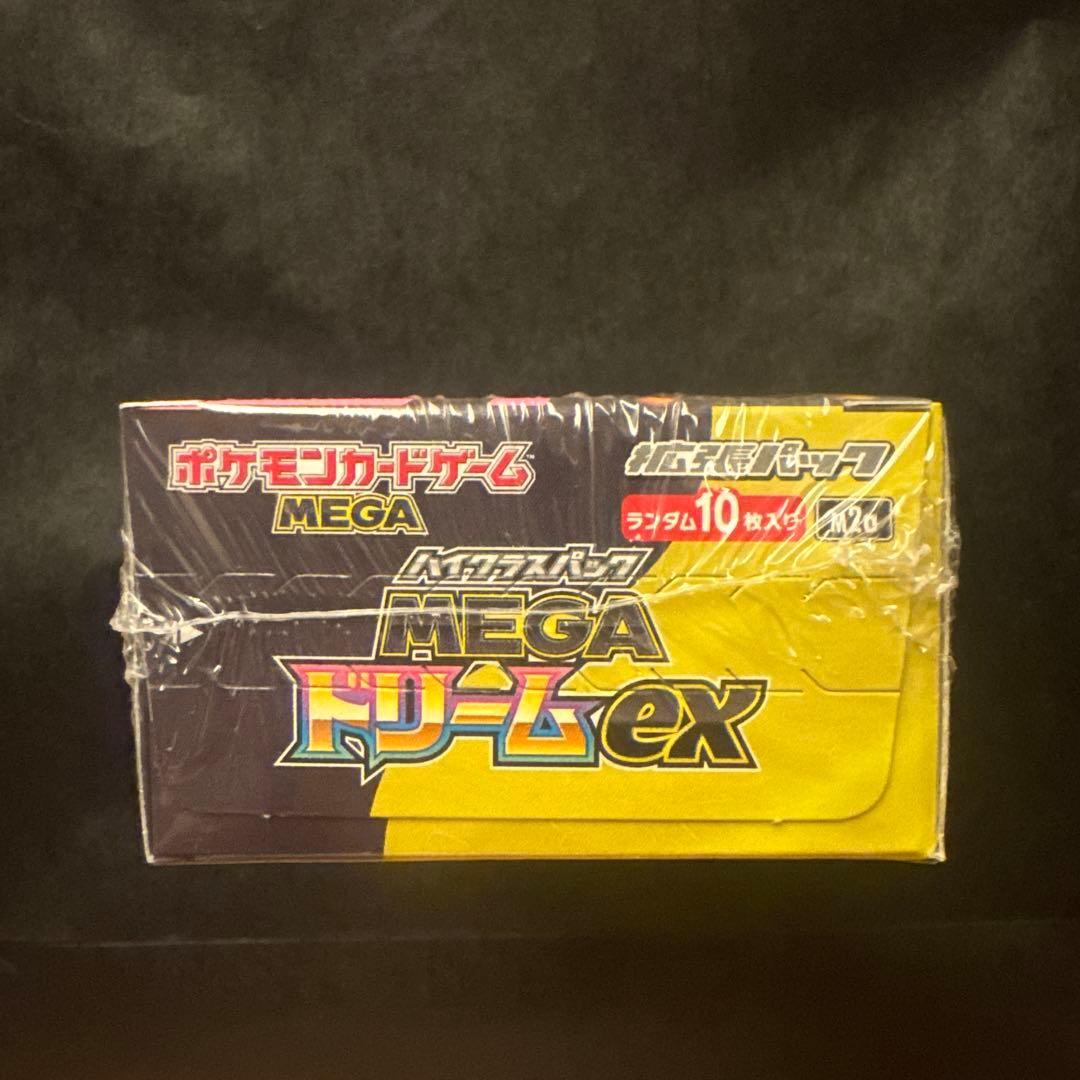 ポケモンカードゲーム™
MEGA
拡張パック
ランダム10枚入り M2a
ハイクラスパック
MEGA
ドリームex